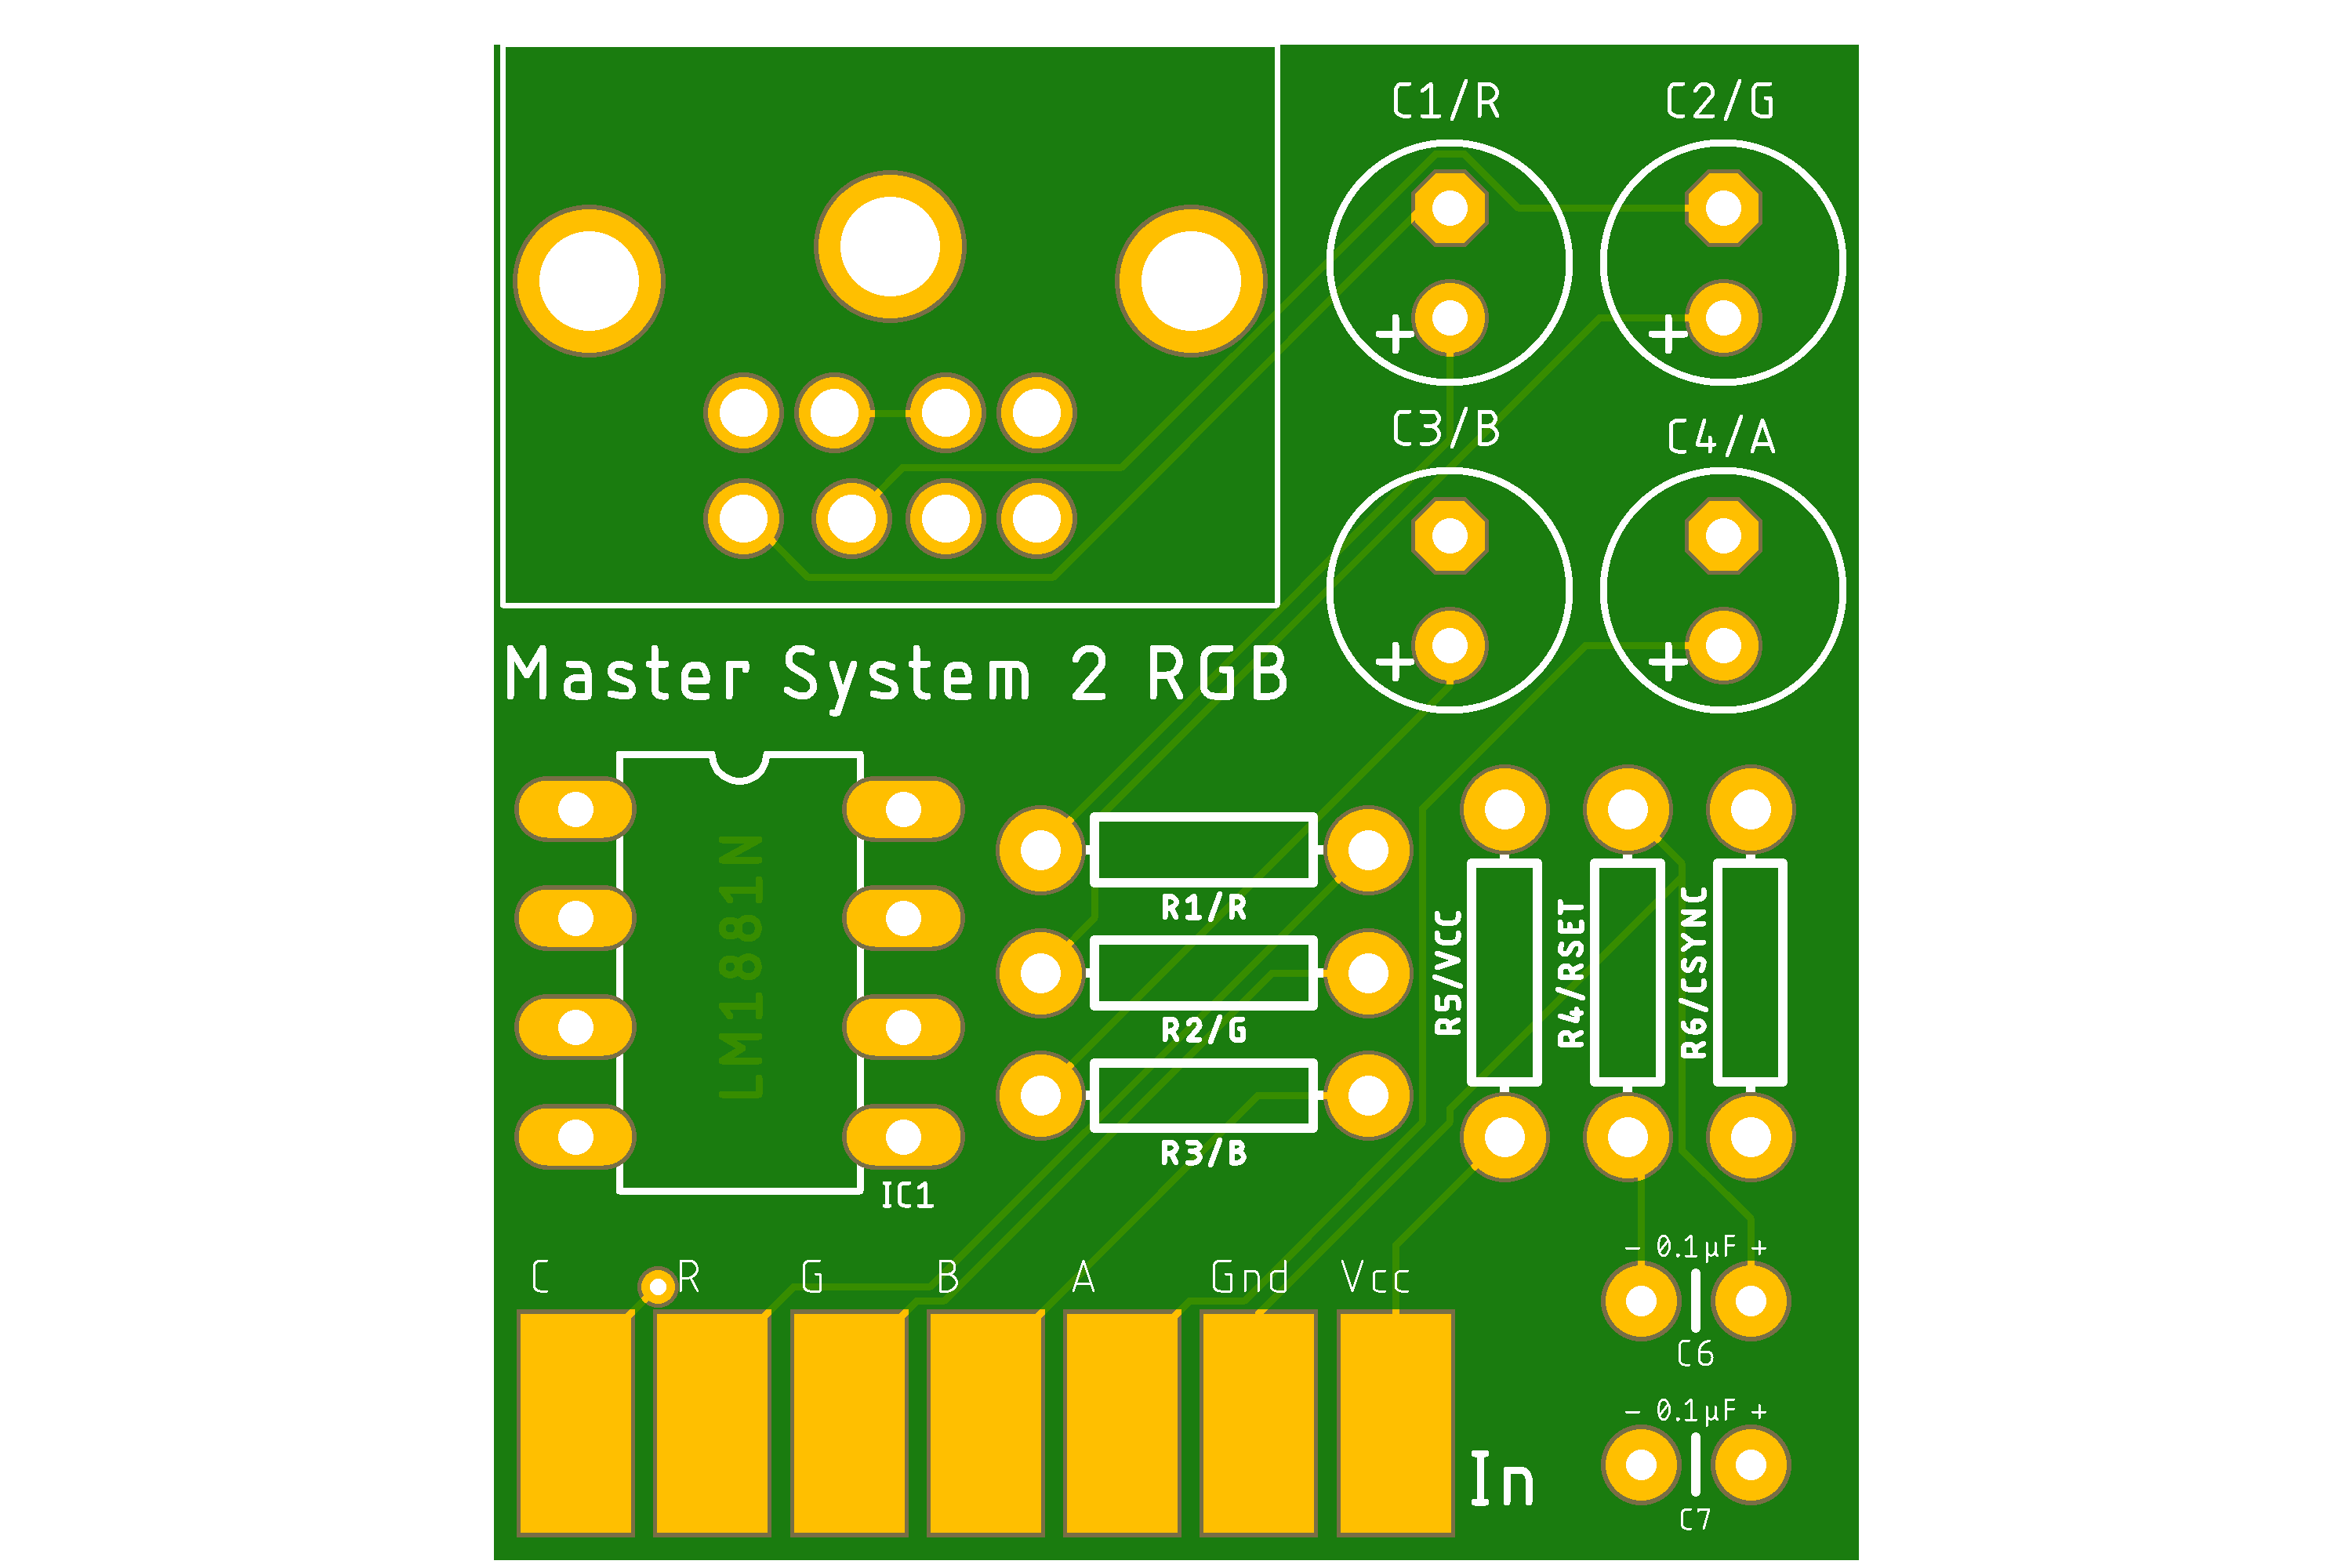 C1/R
C2/G
C3/B
C4/A
Master System 2 RGB
LM1881N
IC1
R1/R
R2/G
R3/B
R5/VCC
R4/RSET
R6/CSYNC
C
R
G
B
A
Gnd
Vcc
- 0.1µF +
C6
- 0.1µF +
C7
In
+
+
+
+